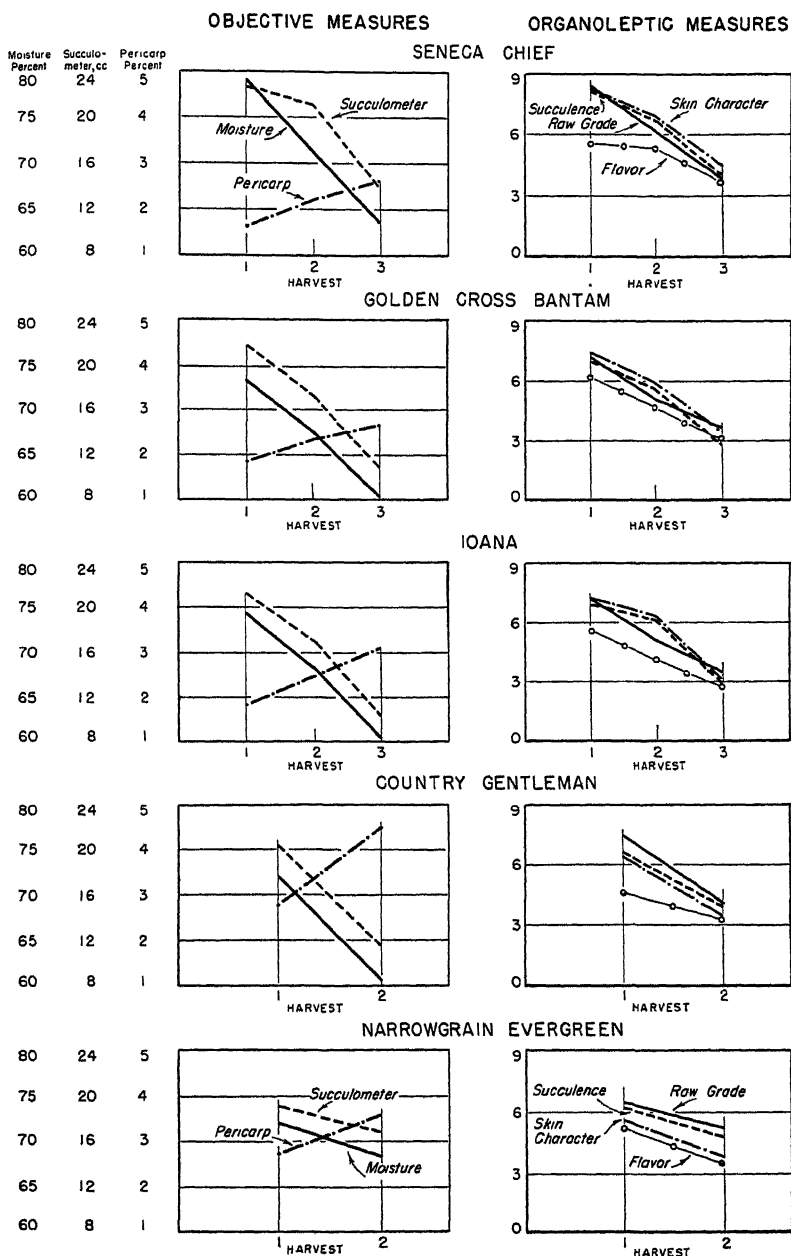 OBJECTIVE MEASURES ORGANOLEPTIC MEASURES
SENECA CHIEF
Moisture Percent
Succulo-meter,cc
Pericarp Percent
80 24 5
75 20 4
70 16 3
65 12 2
60 8 1
Succulometer
Moisture
Pericarp
1 2 3
HARVEST
9
6
3
0
Succulence
Raw Grade
Skin Character
Flavor
1 2 3
HARVEST
GOLDEN CROSS BANTAM
80 24 5
75 20 4
70 16 3
65 12 2
60 8 1
1 2 3
HARVEST
9
6
3
0
1 2 3
HARVEST
IOANA
80 24 5
75 20 4
70 16 3
65 12 2
60 8 1
1 2 3
HARVEST
9
6
3
0
1 2 3
HARVEST
COUNTRY GENTLEMAN
80 24 5
75 20 4
70 16 3
65 12 2
60 8 1
1 2
HARVEST
9
6
3
0
1 2
HARVEST
NARROWGRAIN EVERGREEN
80 24 5
75 20 4
70 16 3
65 12 2
60 8 1
Succulometer
Pericarp
Moisture
1 2
HARVEST
9
6
3
0
Succulence
Raw Grade
Skin
Character
Flavor
1 2
HARVEST